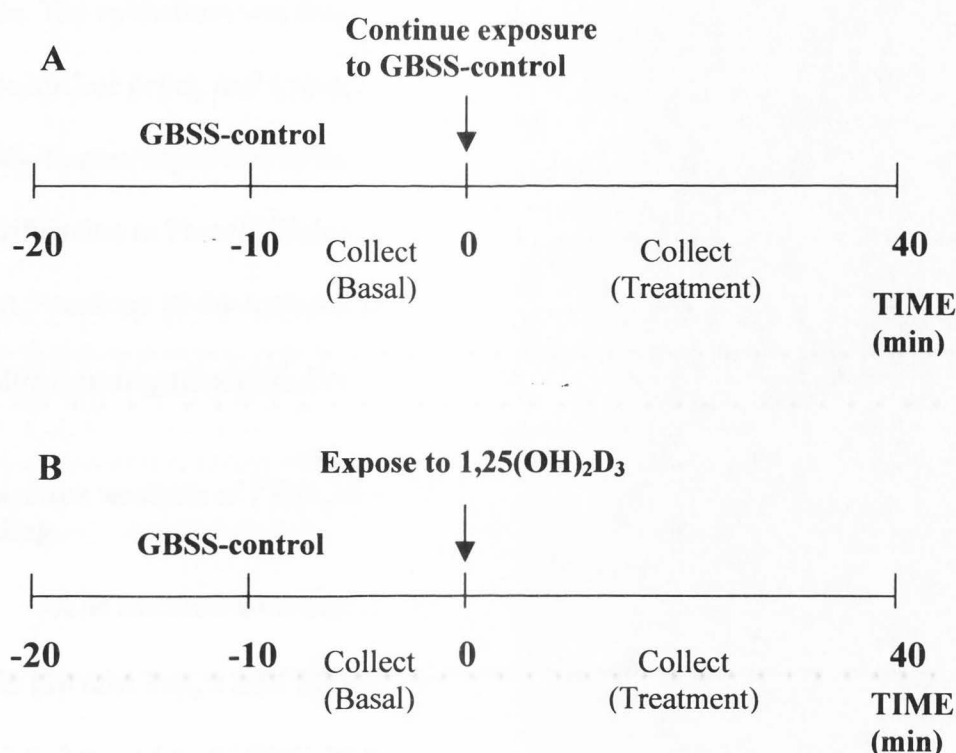 A
Continue exposure
to GBSS-control
GBSS-control
-20 -10 0 40
Collect Collect
(Basal) (Treatment)
TIME
(min)
B
Expose to 1,25(OH)₂D₃
GBSS-control
-20 -10 0 40
Collect Collect
(Basal) (Treatment)
TIME
(min)